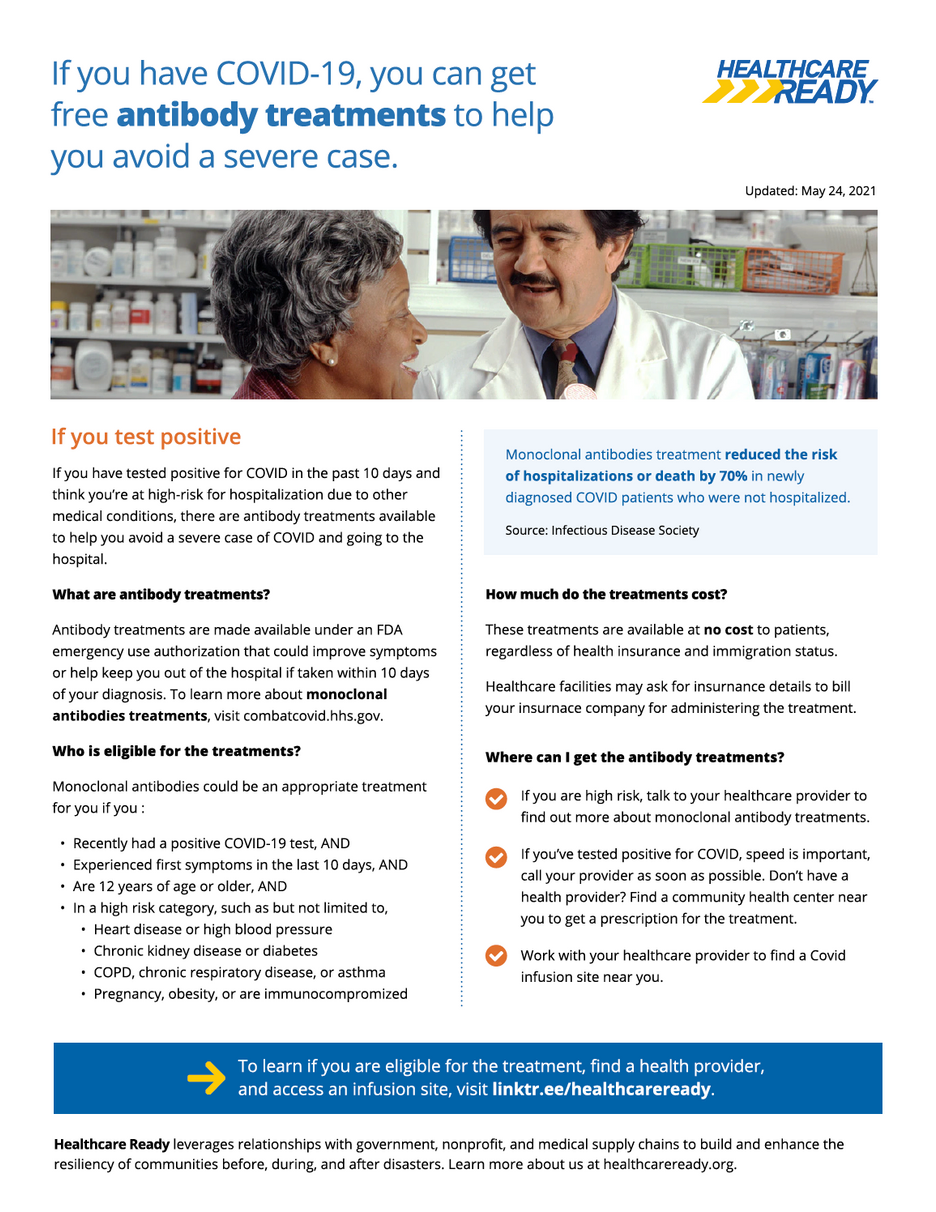 If you have COVID-19, you can get
free antibody treatments to help
you avoid a severe case.
HEALTHCARE
READY™
Updated: May 24, 2021
If you test positive
If you have tested positive for COVID in the past 10 days and
think you're at high-risk for hospitalization due to other
medical conditions, there are antibody treatments available
to help you avoid a severe case of COVID and going to the
hospital.
What are antibody treatments?
Antibody treatments are made available under an FDA
emergency use authorization that could improve symptoms
or help keep you out of the hospital if taken within 10 days
of your diagnosis. To learn more about monoclonal
antibodies treatments, visit combatcovid.hhs.gov.
Who is eligible for the treatments?
Monoclonal antibodies could be an appropriate treatment
for you if you :
• Recently had a positive COVID-19 test, AND
• Experienced first symptoms in the last 10 days, AND
• Are 12 years of age or older, AND
• In a high risk category, such as but not limited to,
• Heart disease or high blood pressure
• Chronic kidney disease or diabetes
• COPD, chronic respiratory disease, or asthma
• Pregnancy, obesity, or are immunocompromized
Monoclonal antibodies treatment reduced the risk
of hospitalizations or death by 70% in newly
diagnosed COVID patients who were not hospitalized.
Source: Infectious Disease Society
How much do the treatments cost?
These treatments are available at no cost to patients,
regardless of health insurance and immigration status.
Healthcare facilities may ask for insurnance details to bill
your insurnace company for administering the treatment.
Where can I get the antibody treatments?
If you are high risk, talk to your healthcare provider to
find out more about monoclonal antibody treatments.
If you've tested positive for COVID, speed is important,
call your provider as soon as possible. Don't have a
health provider? Find a community health center near
you to get a prescription for the treatment.
Work with your healthcare provider to find a Covid
infusion site near you.
To learn if you are eligible for the treatment, find a health provider,
and access an infusion site, visit linktr.ee/healthcareready.
Healthcare Ready leverages relationships with government, nonprofit, and medical supply chains to build and enhance the
resiliency of communities before, during, and after disasters. Learn more about us at healthcareready.org.